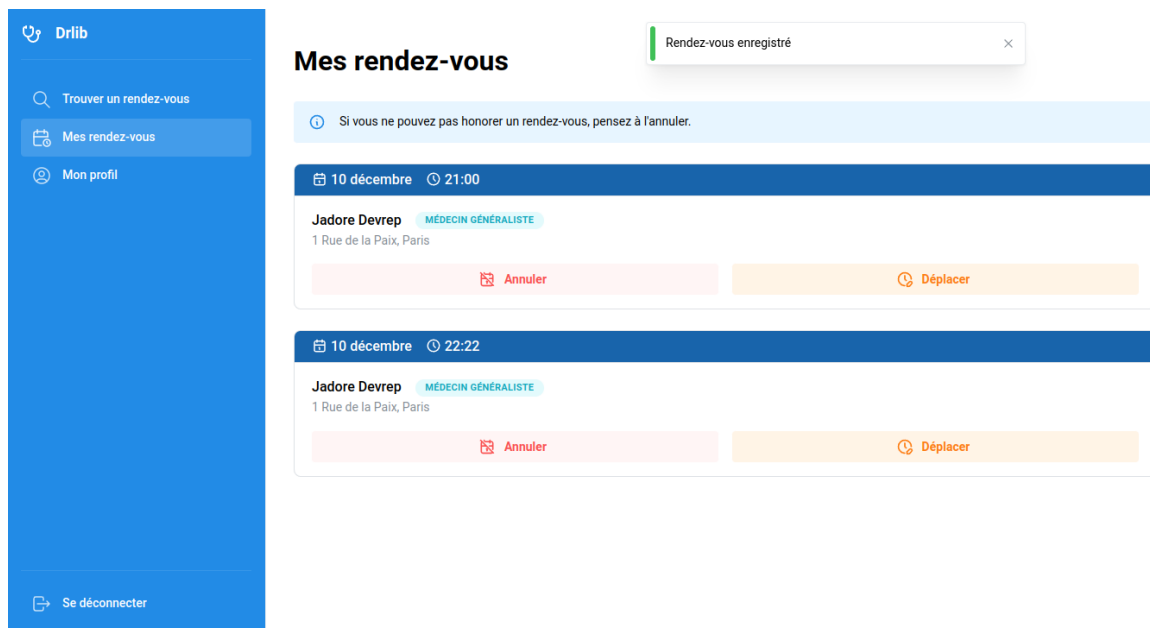 Drlib
Trouver un rendez-vous
Mes rendez-vous
Mon profil
Se déconnecter
Rendez-vous enregistré
Mes rendez-vous
Si vous ne pouvez pas honorer un rendez-vous, pensez à l'annuler.
10 décembre 21:00
Jadore Devrep MÉDECIN GÉNÉRALISTE
1 Rue de la Paix, Paris
Annuler Déplacer
10 décembre 22:22
Jadore Devrep MÉDECIN GÉNÉRALISTE
1 Rue de la Paix, Paris
Annuler Déplacer